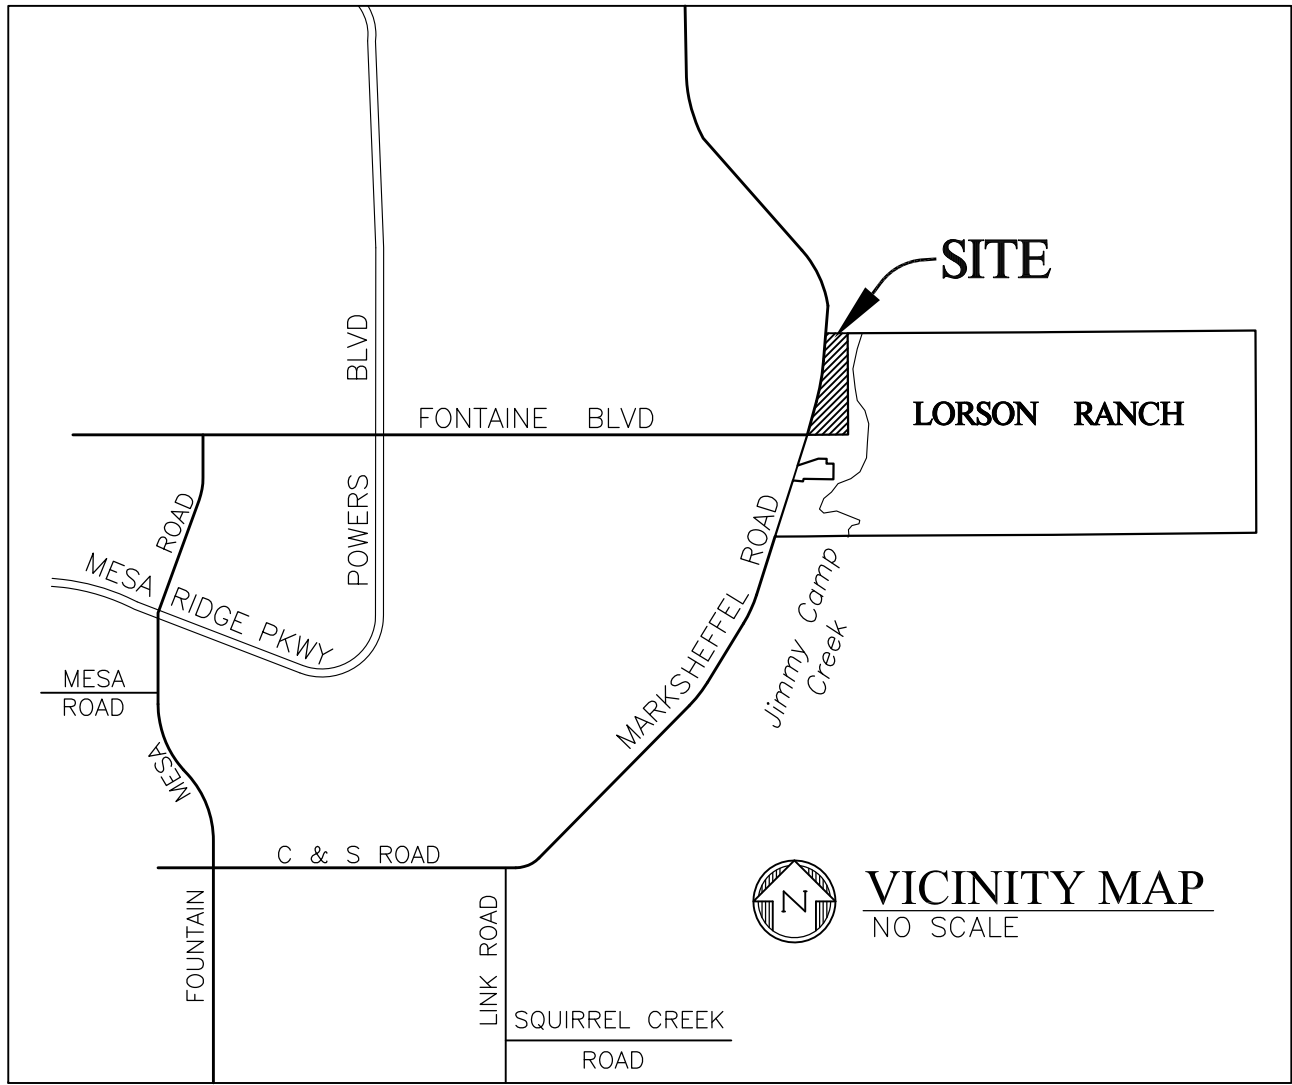 SITE
BLVD
LORSON RANCH
FONTAINE BLVD
POWERS
ROAD
ROAD
MESA RIDGE PKWY
Jimmy Camp
Creek
MARKSHEFFEL
MESA
ROAD
MESA
C & S ROAD
N
VICINITY MAP
NO SCALE
FOUNTAIN
LINK ROAD
SQUIRREL CREEK
ROAD